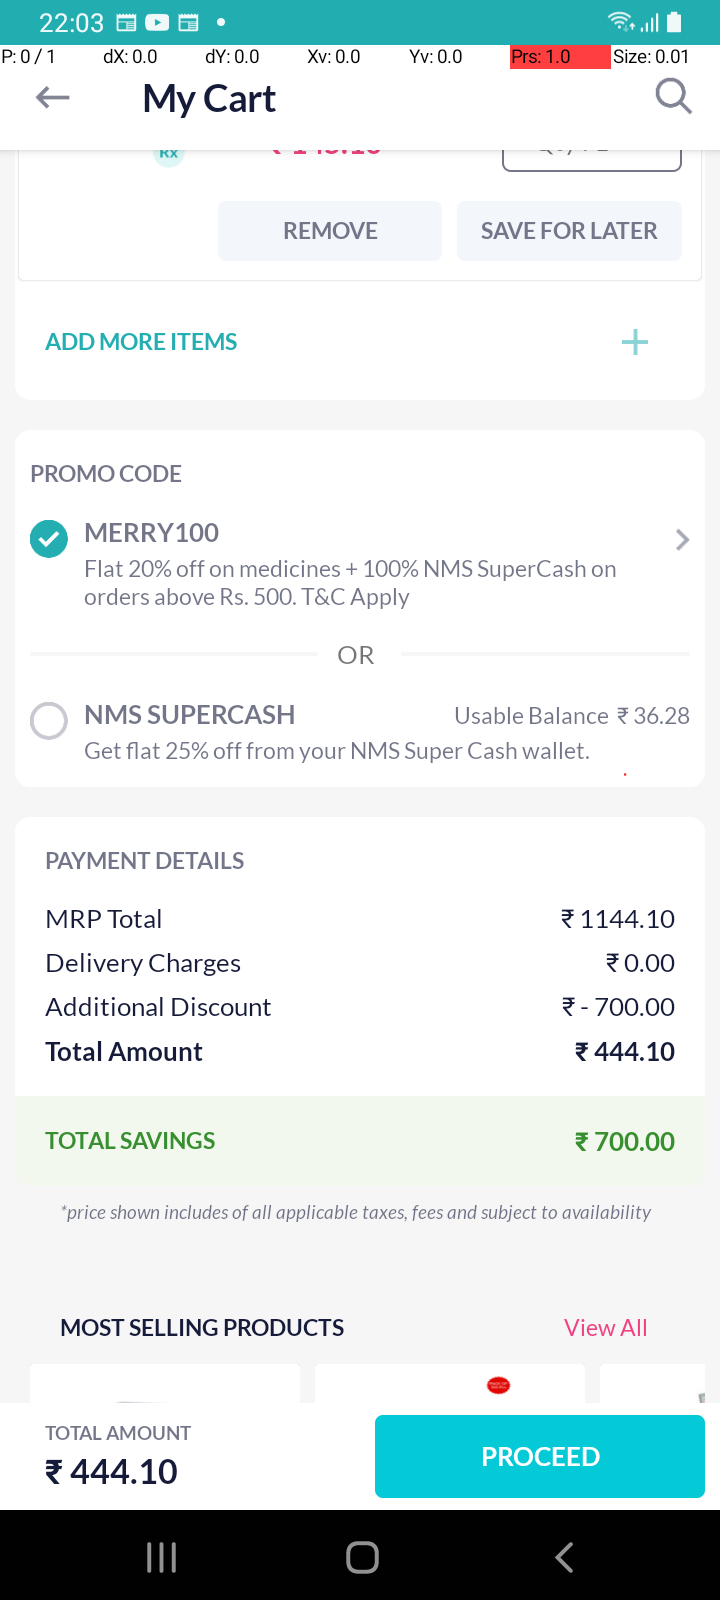 22:03
P: 0 / 1 dX: 0.0 dY: 0.0 Xv: 0.0 Yv: 0.0 Prs: 1.0 Size: 0.01
My Cart
Rx
REMOVE SAVE FOR LATER
ADD MORE ITEMS +
PROMO CODE
MERRY100
Flat 20% off on medicines + 100% NMS SuperCash on
orders above Rs. 500. T&C Apply
OR
NMS SUPERCASH Usable Balance ₹ 36.28
Get flat 25% off from your NMS Super Cash wallet.
PAYMENT DETAILS
MRP Total ₹ 1144.10
Delivery Charges ₹ 0.00
Additional Discount ₹ - 700.00
Total Amount ₹ 444.10
TOTAL SAVINGS ₹ 700.00
*price shown includes of all applicable taxes, fees and subject to availability
MOST SELLING PRODUCTS View All
TOTAL AMOUNT
₹ 444.10 PROCEED